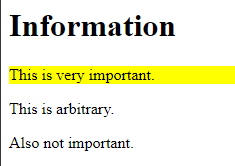 Information
This is very important.
This is arbitrary.
Also not important.